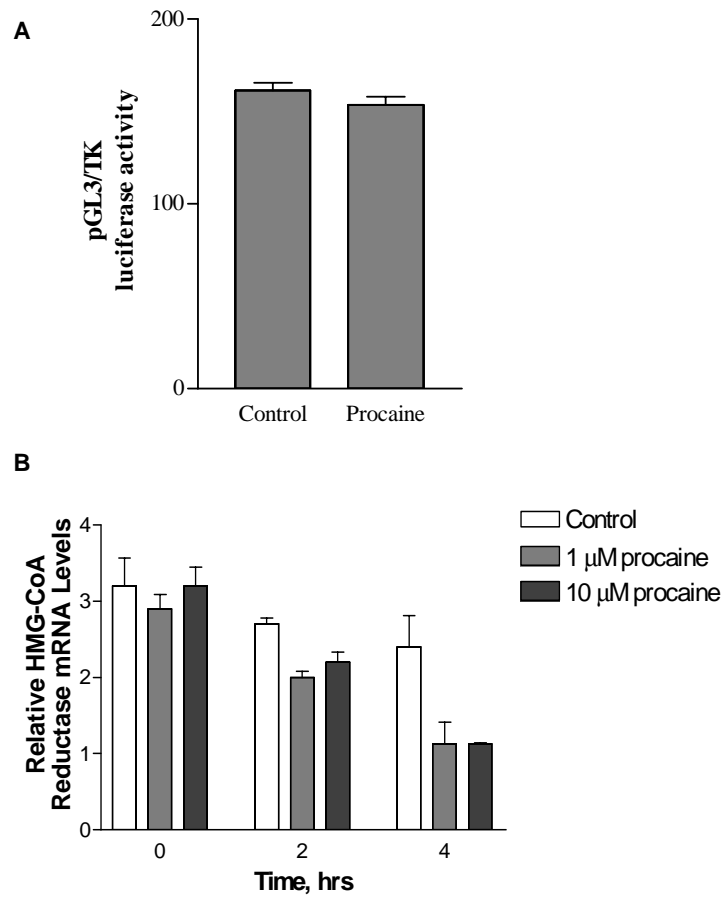 A
200
100
0
pGL3/TK
luciferase activity
Control Procaine
B
4
3
2
1
0
Relative HMG-CoA
Reductase mRNA Levels
0 2 4
Time, hrs
Control
1 μM procaine
10 μM procaine